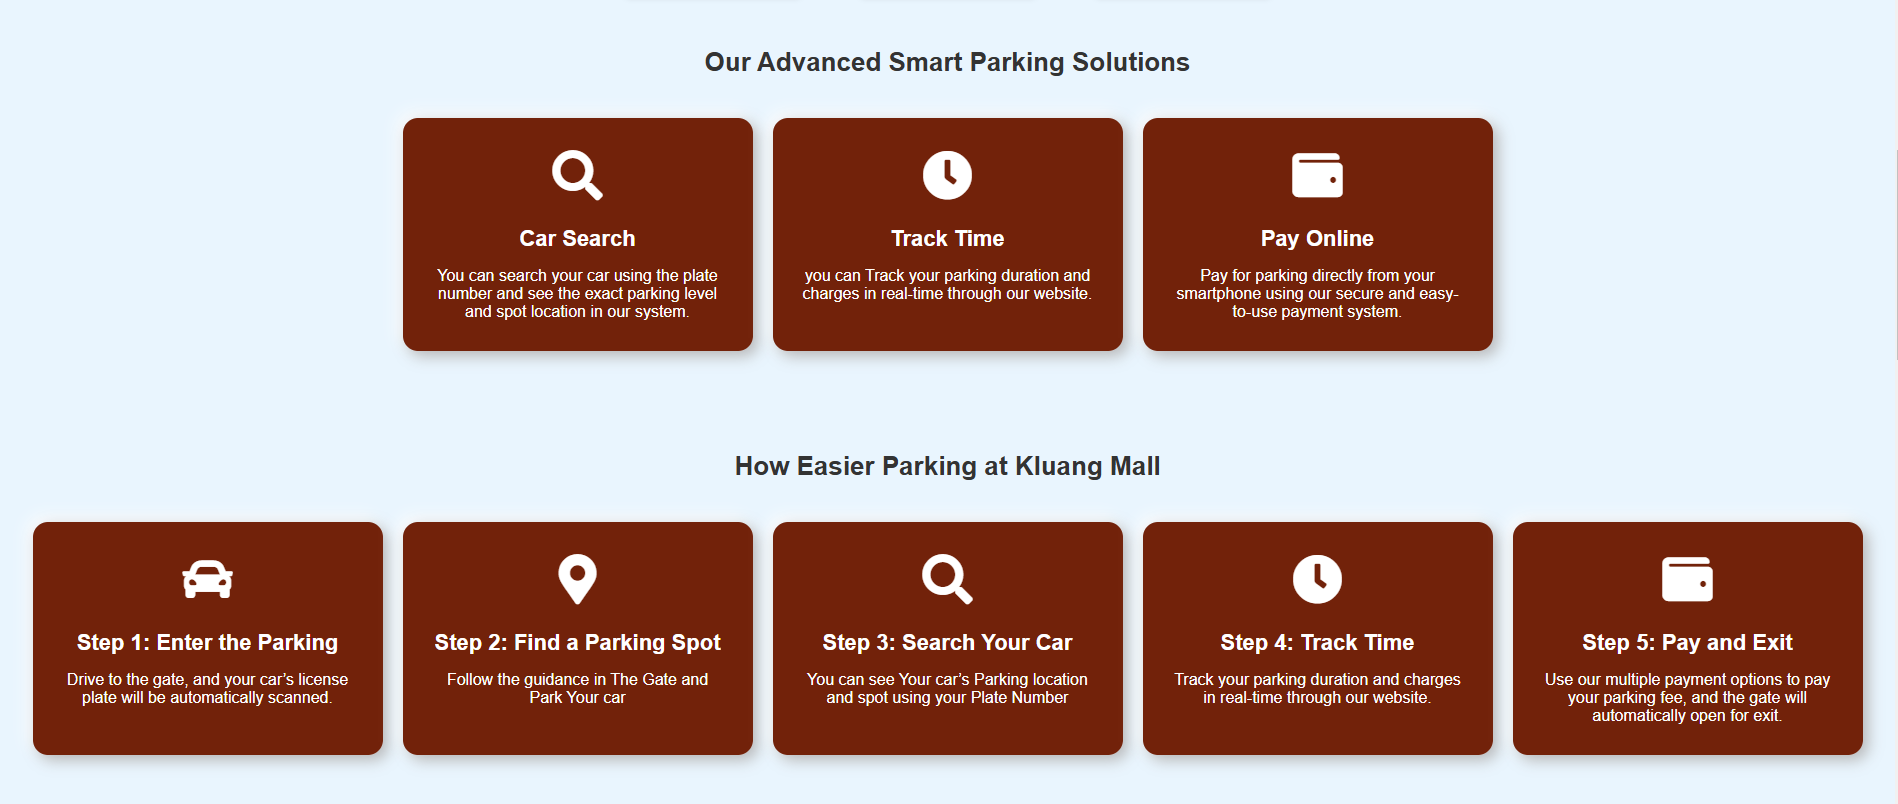 Our Advanced Smart Parking Solutions
Car Search
You can search your car using the plate
number and see the exact parking level
and spot location in our system.
Track Time
you can Track your parking duration and
charges in real-time through our website.
Pay Online
Pay for parking directly from your
smartphone using our secure and easy-
to-use payment system.
How Easier Parking at Kluang Mall
Step 1: Enter the Parking
Drive to the gate, and your car’s license
plate will be automatically scanned.
Step 2: Find a Parking Spot
Follow the guidance in The Gate and
Park Your car
Step 3: Search Your Car
You can see Your car’s Parking location
and spot using your Plate Number
Step 4: Track Time
Track your parking duration and charges
in real-time through our website.
Step 5: Pay and Exit
Use our multiple payment options to pay
your parking fee, and the gate will
automatically open for exit.